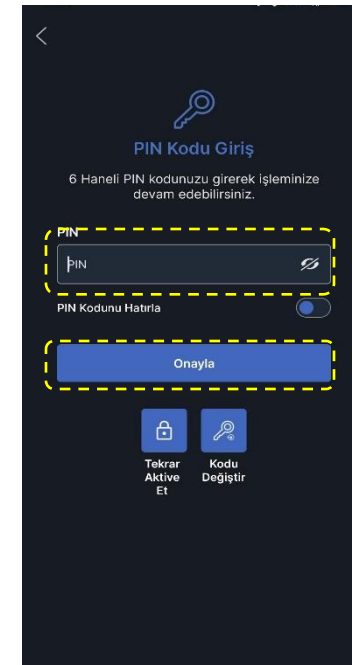 PIN Kodu Giriş
6 Haneli PIN kodunuzu girerek işleminize
devam edebilirsiniz.
PIN
PIN
PIN Kodunu Hatırla
Onayla
Tekrar
Aktive
Et
Kodu
Değiştir